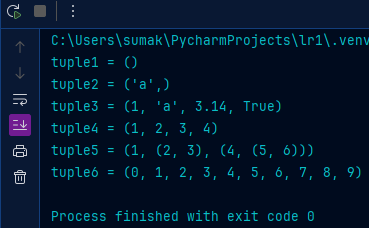 C:\Users\sumak\PycharmProjects\lr1\.venv
tuple1 = ()
tuple2 = ('a',)
tuple3 = (1, 'a', 3.14, True)
tuple4 = (1, 2, 3, 4)
tuple5 = (1, (2, 3), (4, (5, 6)))
tuple6 = (0, 1, 2, 3, 4, 5, 6, 7, 8, 9)
Process finished with exit code 0